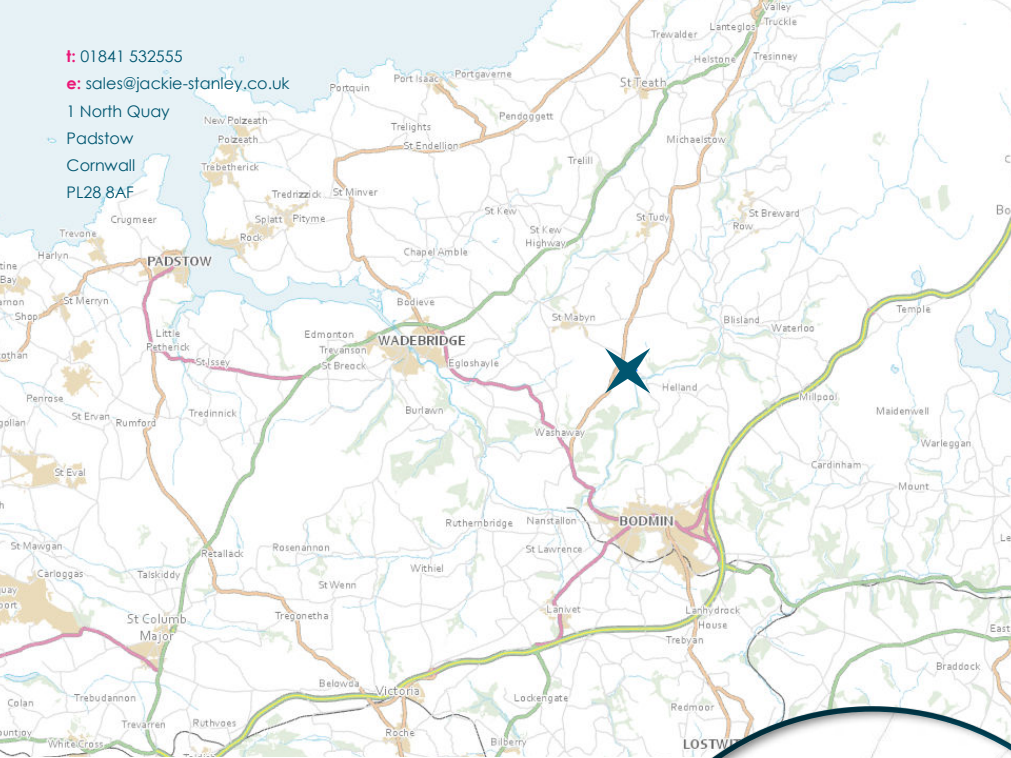 t: 01841 532555
e: sales@jackie-stanley.co.uk
1 North Quay
Padstow
Cornwall
PL28 8AF
Valley
Truckle
Lanteglos
Trewalder
Helstone
Tresinney
Port Isaac
Portgaverne
St Teath
Portquin
New Polzeath
Pendoggett
Trelights
Polzeath
St Endellion
Michaelstow
Trebetherick
Trelill
Tredrizzick
St Minver
Crugmeer
Splatt
Pityme
St Kew
St Tudy
St Breward
Row
Trevone
Rock
St Kew
Highway
Harlyn
PADSTOW
Chapel Amble
Bay
St Merryn
Bodieve
Shop
St Mabyn
Blisland
Temple
Little
Petherick
Edmonton
WADEBRIDGE
Waterloo
Trevanson
St Issey
St Breock
Egloshayle
Helland
Penrose
Millpool
St Ervan
Rumford
Tredinnick
Burlawn
Maidenwell
Washaway
Warleggan
St Eval
Cardinham
Mount
Ruthernbridge
Nanstallon
BODMIN
St Mawgan
Retallack
Rosenannon
St Lawrence
Carloggas
Talskiddy
Withiel
St Wenn
Lanivet
Lanhydrock
House
St Columb
Major
Tregonetha
Trebyan
East
Braddock
Belowda
Victoria
Colan
Trebudannon
Lockengate
Redmoor
Trevarren
Ruthvoes
Roche
White Cross
Bilberry
LOSTWIT